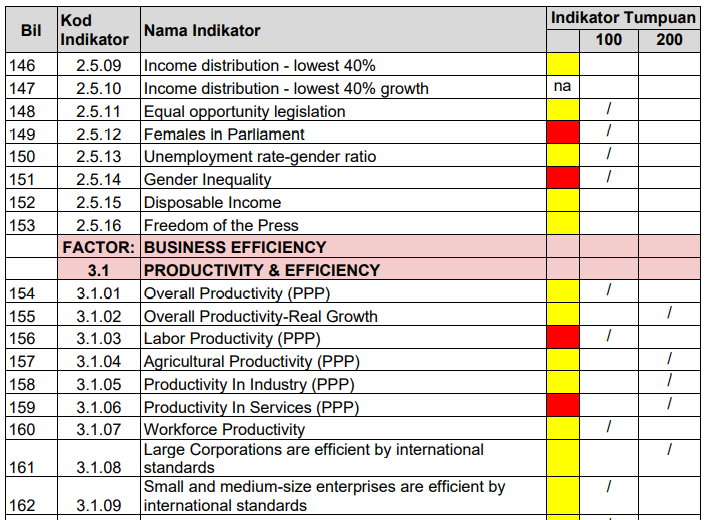 Bil Kod Indikator Nama Indikator Indikator Tumpuan
100 200
146 2.5.09 Income distribution - lowest 40%
147 2.5.10 Income distribution - lowest 40% growth na
148 2.5.11 Equal opportunity legislation /
149 2.5.12 Females in Parliament /
150 2.5.13 Unemployment rate-gender ratio /
151 2.5.14 Gender Inequality /
152 2.5.15 Disposable Income
153 2.5.16 Freedom of the Press
FACTOR: BUSINESS EFFICIENCY
3.1 PRODUCTIVITY & EFFICIENCY
154 3.1.01 Overall Productivity (PPP) /
155 3.1.02 Overall Productivity-Real Growth /
156 3.1.03 Labor Productivity (PPP) /
157 3.1.04 Agricultural Productivity (PPP) /
158 3.1.05 Productivity In Industry (PPP) /
159 3.1.06 Productivity In Services (PPP) /
160 3.1.07 Workforce Productivity /
161 3.1.08 Large Corporations are efficient by international /
standards
162 3.1.09 Small and medium-size enterprises are efficient by /
international standards